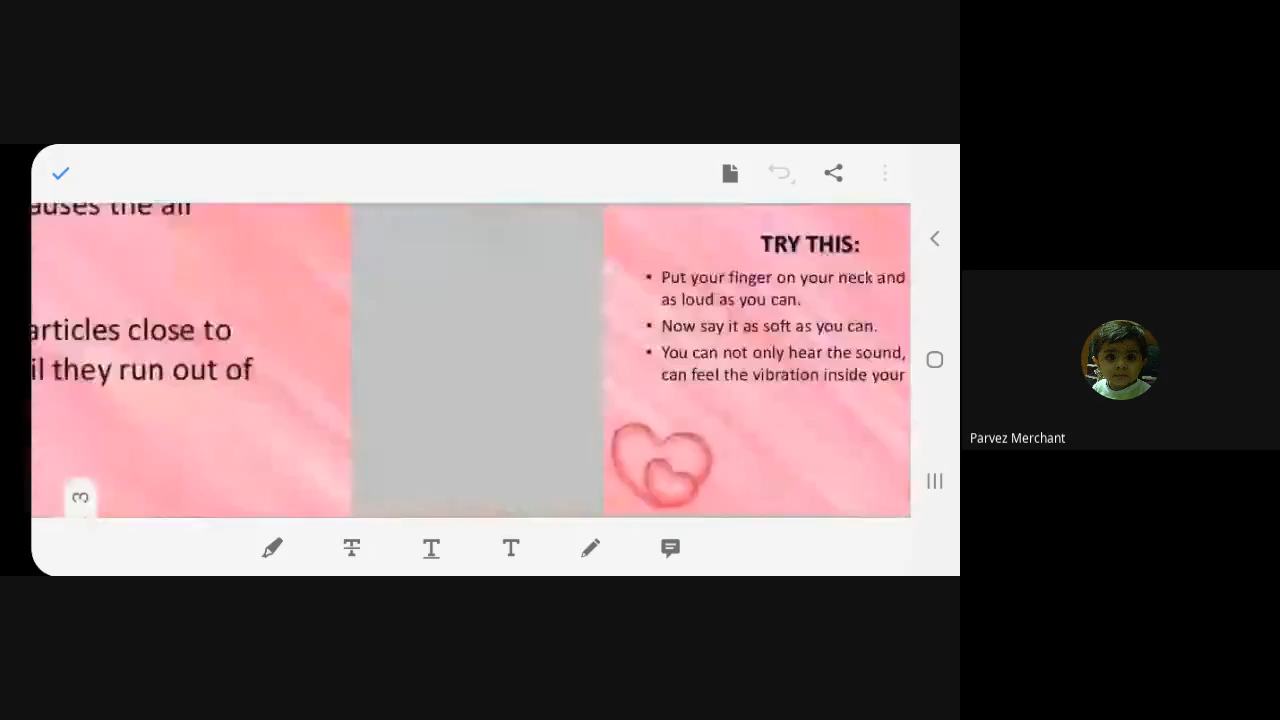 auses the air
articles close to
il they run out of
3
TRY THIS:
• Put your finger on your neck and
as loud as you can.
• Now say it as soft as you can.
• You can not only hear the sound,
can feel the vibration inside your
Parvez Merchant